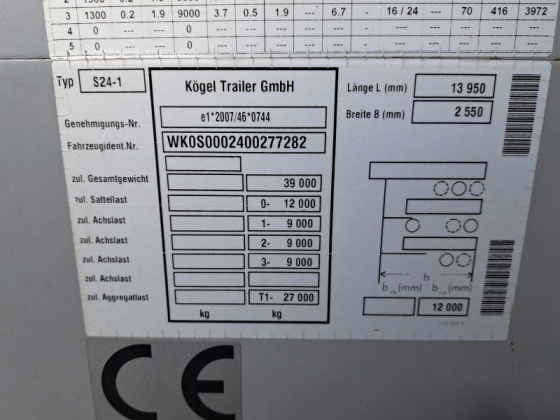 3 1300 0.2 1.9 9000 3.7 0.5 1.9 --- 6.7 - 16 / 24 --- 70 416 3972
4 0 --- --- 0 --- --- --- --- --- - --- --- --- --- ---
5 0 --- --- 0 --- --- --- --- --- - --- --- --- --- ---
Typ S24-1
Kögel Trailer GmbH
Länge L (mm) 13 950
e1*2007/46*0744
Breite B (mm) 2 550
Genehmigungs-Nr.
Fahrzeugident.Nr. WK0S0002400277282
zul. Gesamtgewicht 39 000
zul. Sattellast 0- 12 000
zul. Achslast 1- 9 000
zul. Achslast 2- 9 000
zul. Achslast 3- 9 000
zul. Achslast -
zul. Aggregatlast T1- 27 000
kg kg
b
b min (mm) b max (mm)
12 000
CE